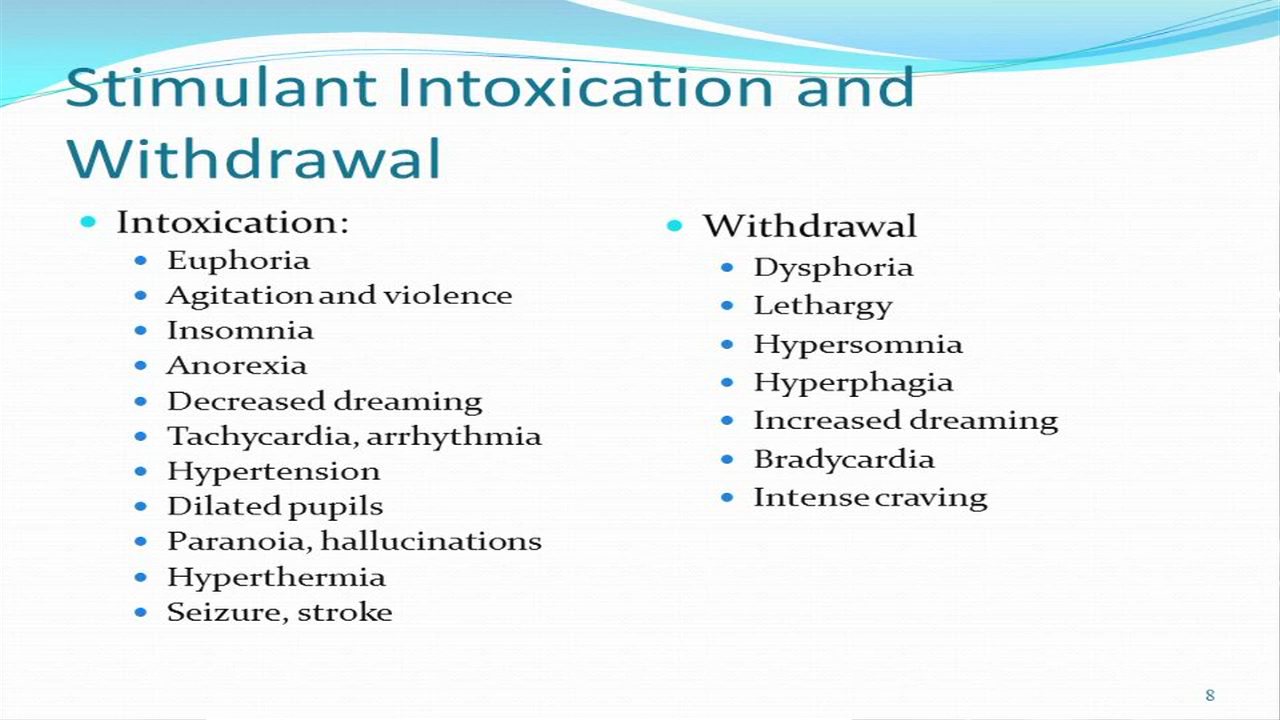 Stimulant Intoxication and
Withdrawal
• Intoxication:
• Euphoria
• Agitation and violence
• Insomnia
• Anorexia
• Decreased dreaming
• Tachycardia, arrhythmia
• Hypertension
• Dilated pupils
• Paranoia, hallucinations
• Hyperthermia
• Seizure, stroke
• Withdrawal
• Dysphoria
• Lethargy
• Hypersomnia
• Hyperphagia
• Increased dreaming
• Bradycardia
• Intense craving
8